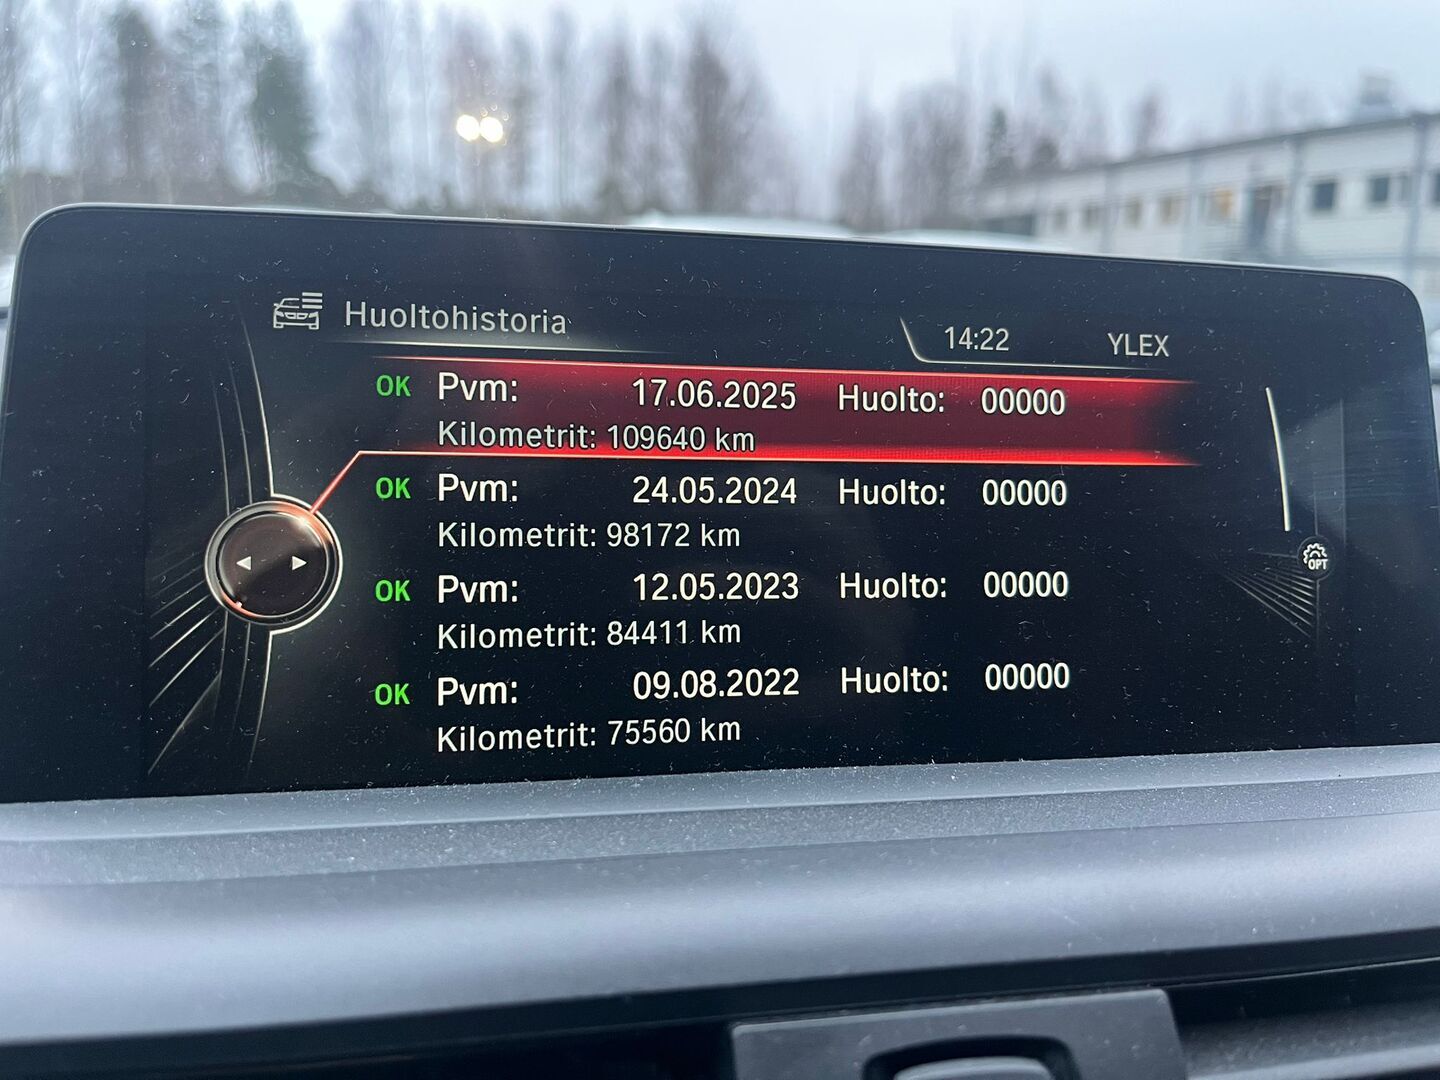 Huoltohistoria
14:22 YLEX
OK Pvm: 17.06.2025 Huolto: 00000
Kilometrit: 109640 km
OK Pvm: 24.05.2024 Huolto: 00000
Kilometrit: 98172 km
OK Pvm: 12.05.2023 Huolto: 00000
Kilometrit: 84411 km
OK Pvm: 09.08.2022 Huolto: 00000
Kilometrit: 75560 km
OPT